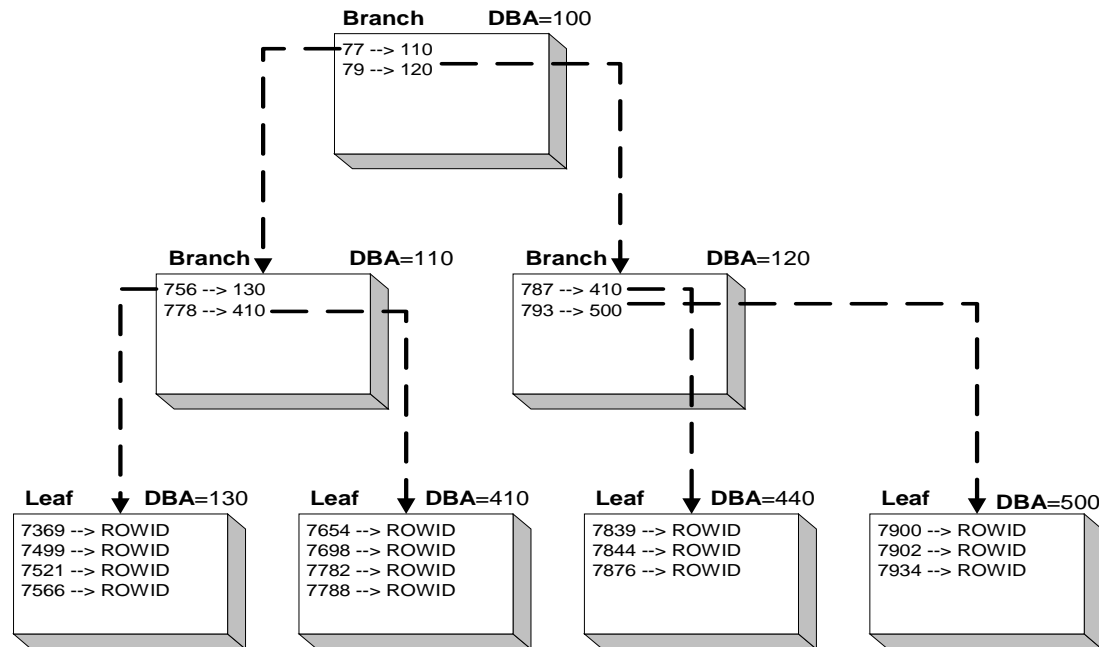 Branch DBA=100
77 --> 110
79 --> 120
Branch DBA=110
756 --> 130
778 --> 410
Branch DBA=120
787 --> 410
793 --> 500
Leaf DBA=130
7369 --> ROWID
7499 --> ROWID
7521 --> ROWID
7566 --> ROWID
Leaf DBA=410
7654 --> ROWID
7698 --> ROWID
7782 --> ROWID
7788 --> ROWID
Leaf DBA=440
7839 --> ROWID
7844 --> ROWID
7876 --> ROWID
Leaf DBA=500
7900 --> ROWID
7902 --> ROWID
7934 --> ROWID